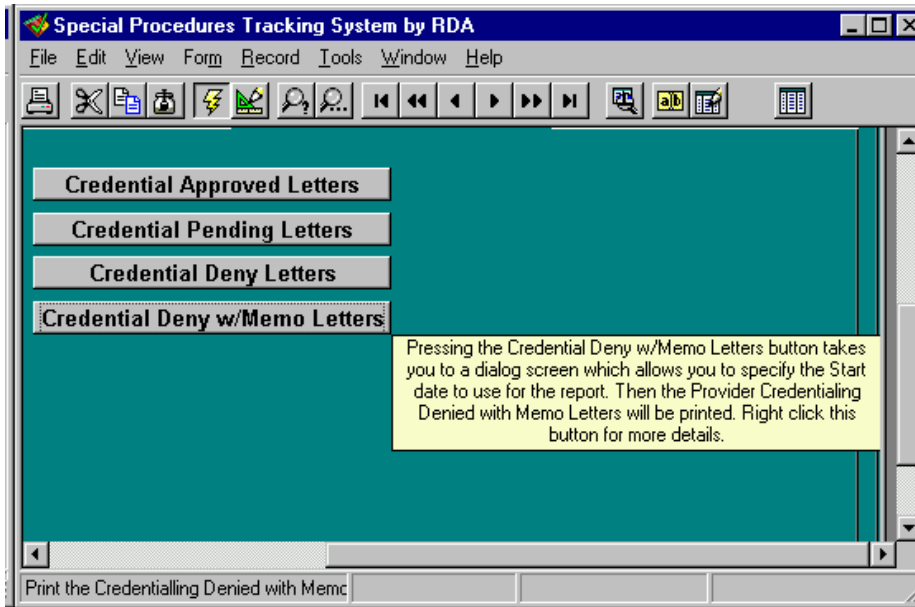 Special Procedures Tracking System by RDA
File Edit View Form Record Tools Window Help
Credential Approved Letters
Credential Pending Letters
Credential Deny Letters
Credential Deny w/Memo Letters
Pressing the Credential Deny w/Memo Letters button takes
you to a dialog screen which allows you to specify the Start
date to use for the report. Then the Provider Credentialing
Denied with Memo Letters will be printed. Right click this
button for more details.
Print the Credentialling Denied with Memo